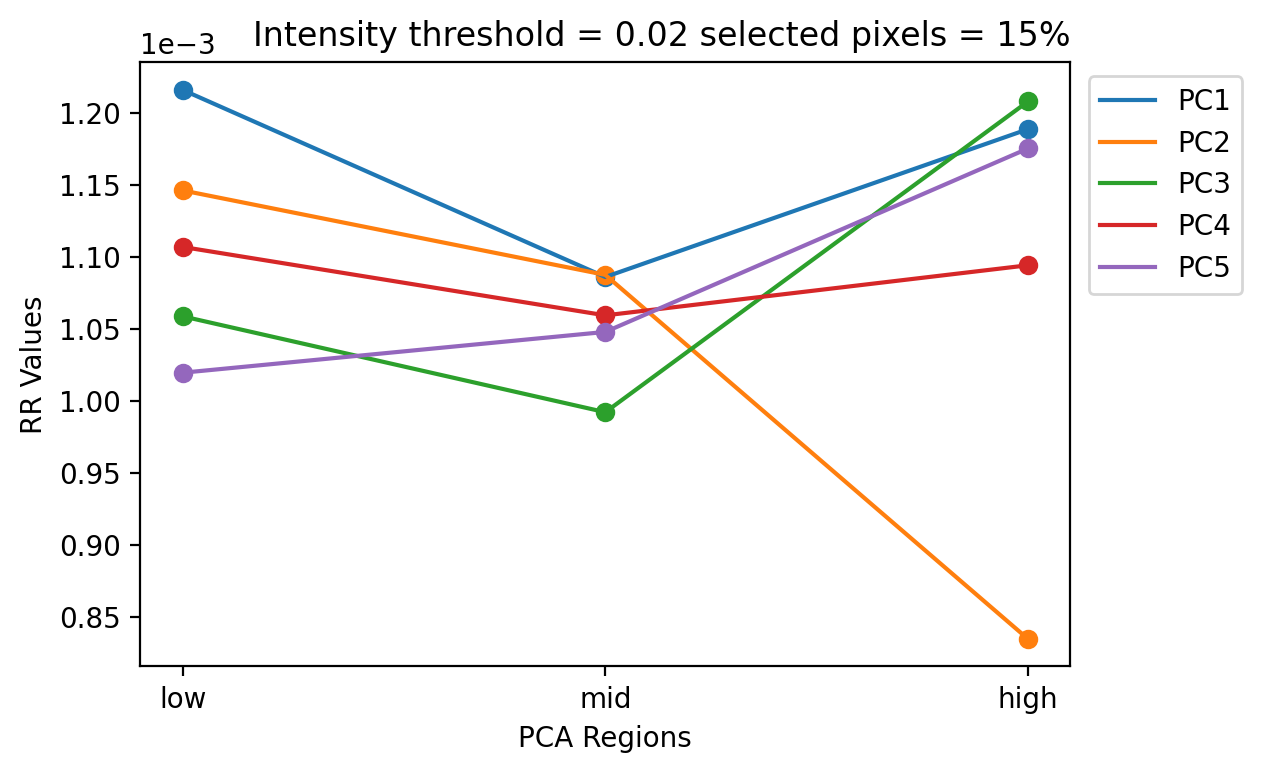 Intensity threshold = 0.02 selected pixels = 15%
1e−3
1.20
1.15
1.10
1.05
1.00
0.95
0.90
0.85
RR Values
low
mid
high
PCA Regions
PC1
PC2
PC3
PC4
PC5